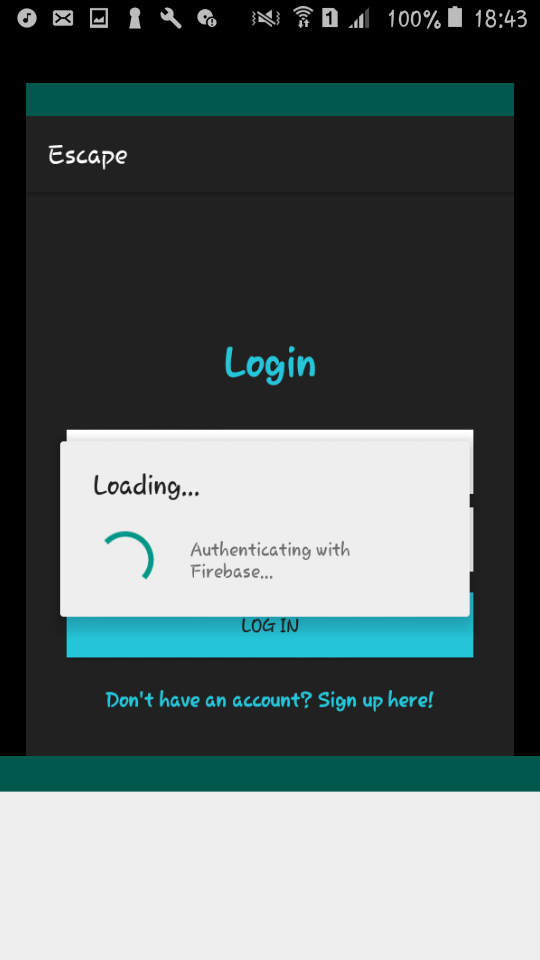 1 100% 18:43
Escape
Login
Loading...
Authenticating with
Firebase...
LOG IN
Don't have an account? Sign up here!